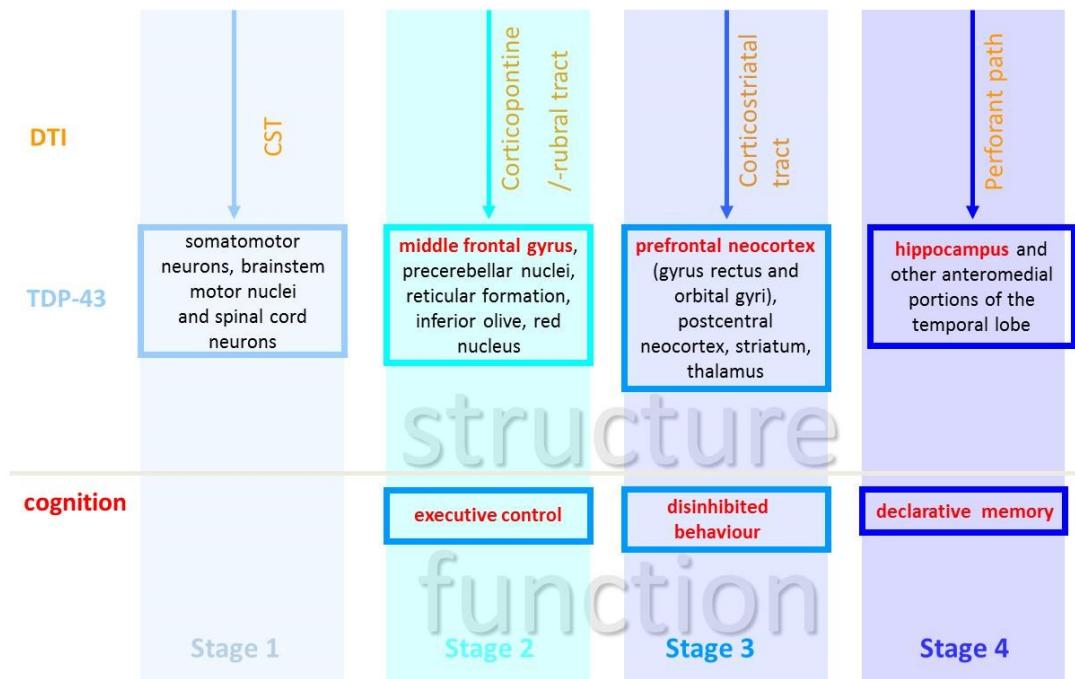 DTI
CST
Corticopontine
/-rubral tract
Corticostriatal
tract
Perforant path
TDP-43
somatomotor
neurons, brainstem
motor nuclei
and spinal cord
neurons
middle frontal gyrus,
precerebellar nuclei,
reticular formation,
inferior olive, red
nucleus
prefrontal neocortex
(gyrus rectus and
orbital gyri),
postcentral
neocortex, striatum,
thalamus
hippocampus and
other anteromedial
portions of the
temporal lobe
structure
cognition
executive control
disinhibited
behaviour
declarative memory
function
Stage 1
Stage 2
Stage 3
Stage 4